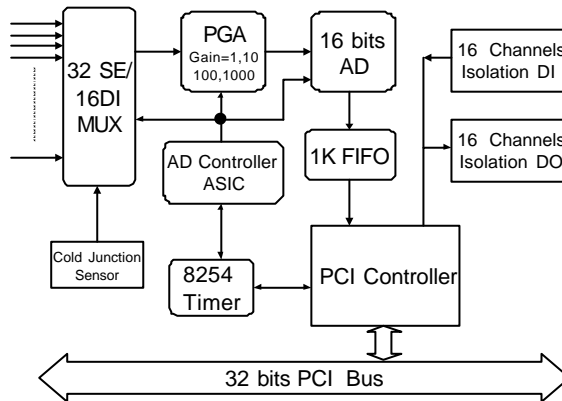 32 SE/
16DI
MUX
PGA
Gain=1,10
100,1000
16 bits
AD
16 Channels
Isolation DI
16 Channels
Isolation DO
AD Controller
ASIC
1K FIFO
Cold Junction
Sensor
8254
Timer
PCI Controller
32 bits PCI Bus